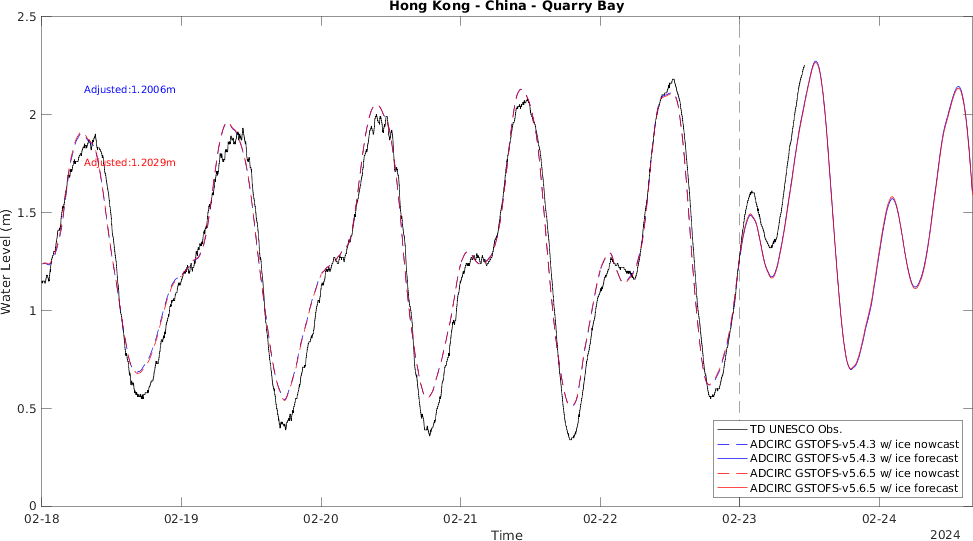 Hong Kong - China - Quarry Bay
2.5
2
1.5
1
0.5
0
Water Level (m)
Adjusted:1.2006m
Adjusted:1.2029m
TD UNESCO Obs.
ADCIRC GSTOFS-v5.4.3 w/ ice nowcast
ADCIRC GSTOFS-v5.4.3 w/ ice forecast
ADCIRC GSTOFS-v5.6.5 w/ ice nowcast
ADCIRC GSTOFS-v5.6.5 w/ ice forecast
02-18 02-19 02-20 02-21 02-22 02-23 02-24
Time
2024